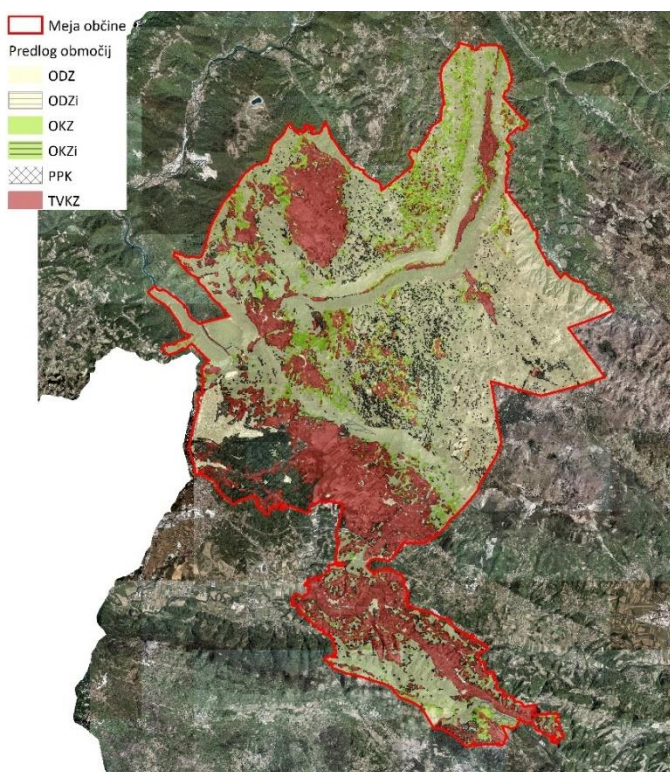 Meja občine
Predlog območij
ODZ
ODZi
OKZ
OKZi
PPK
TVKZ